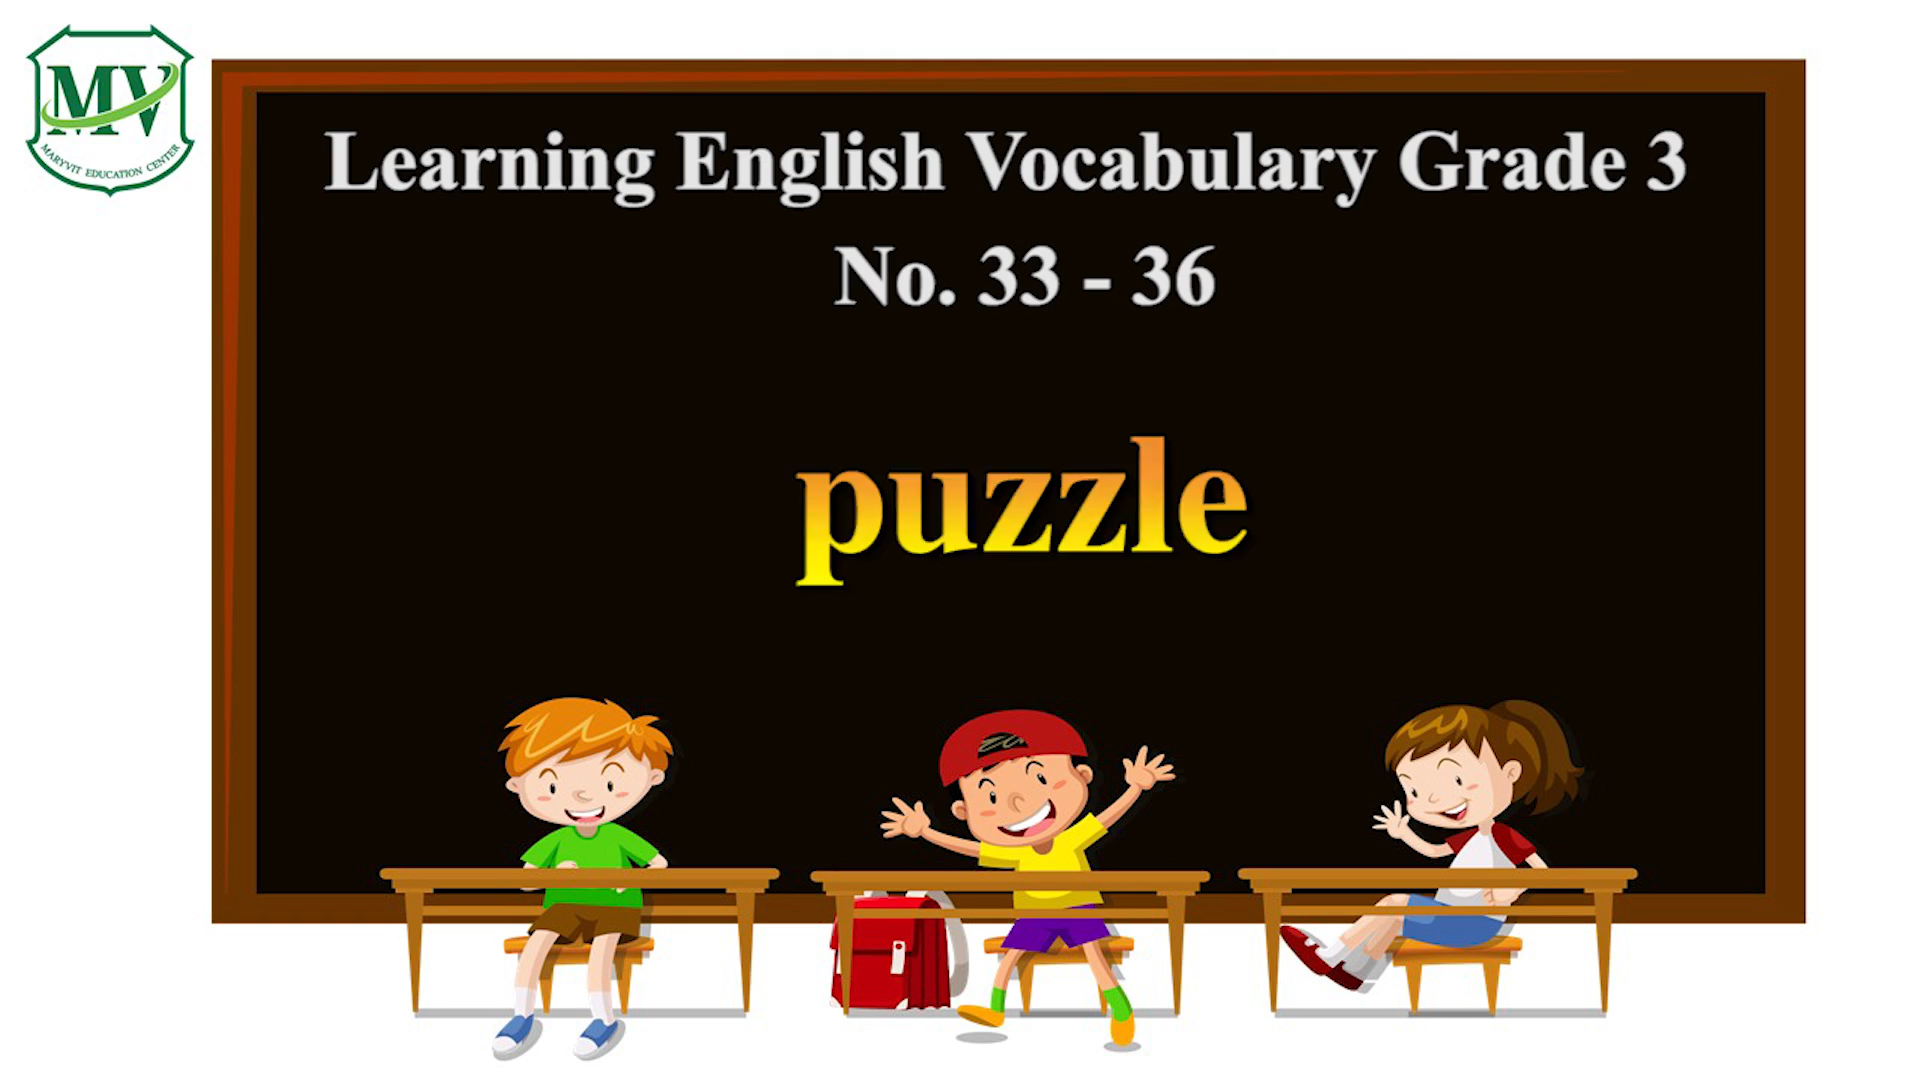 MV
MARYVIT EDUCATION CENTER
Learning English Vocabulary Grade 3
No. 33 - 36
puzzle